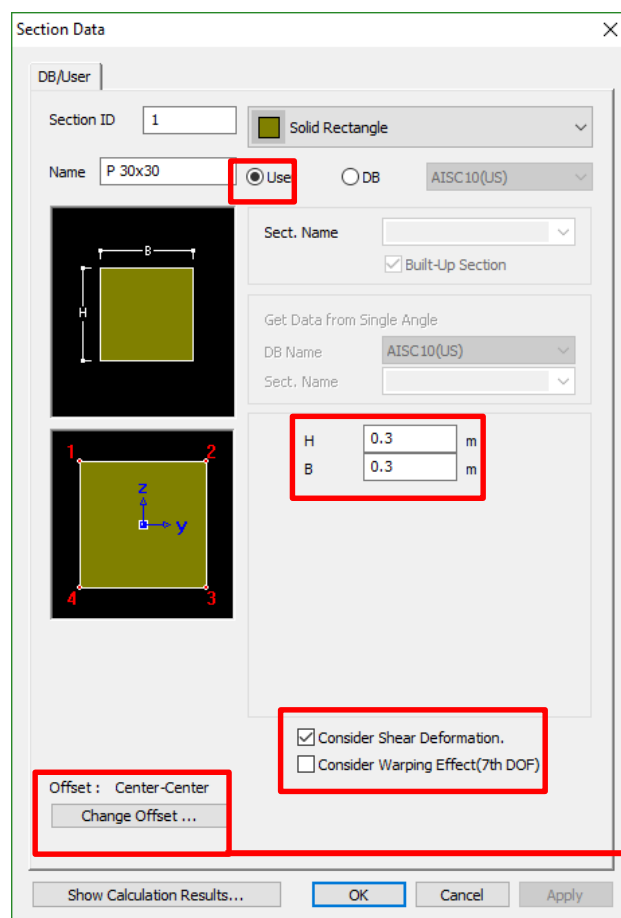 Section Data
DB/User
Section ID 1 Solid Rectangle
Name P 30x30 User DB AISC10(US)
B
H
Sect. Name
Built-Up Section
Get Data from Single Angle
DB Name AISC10(US)
Sect. Name
H 0.3 m
B 0.3 m
1 2
z
y
4 3
Consider Shear Deformation.
Consider Warping Effect(7th DOF)
Offset : Center-Center
Change Offset ...
Show Calculation Results... OK Cancel Apply